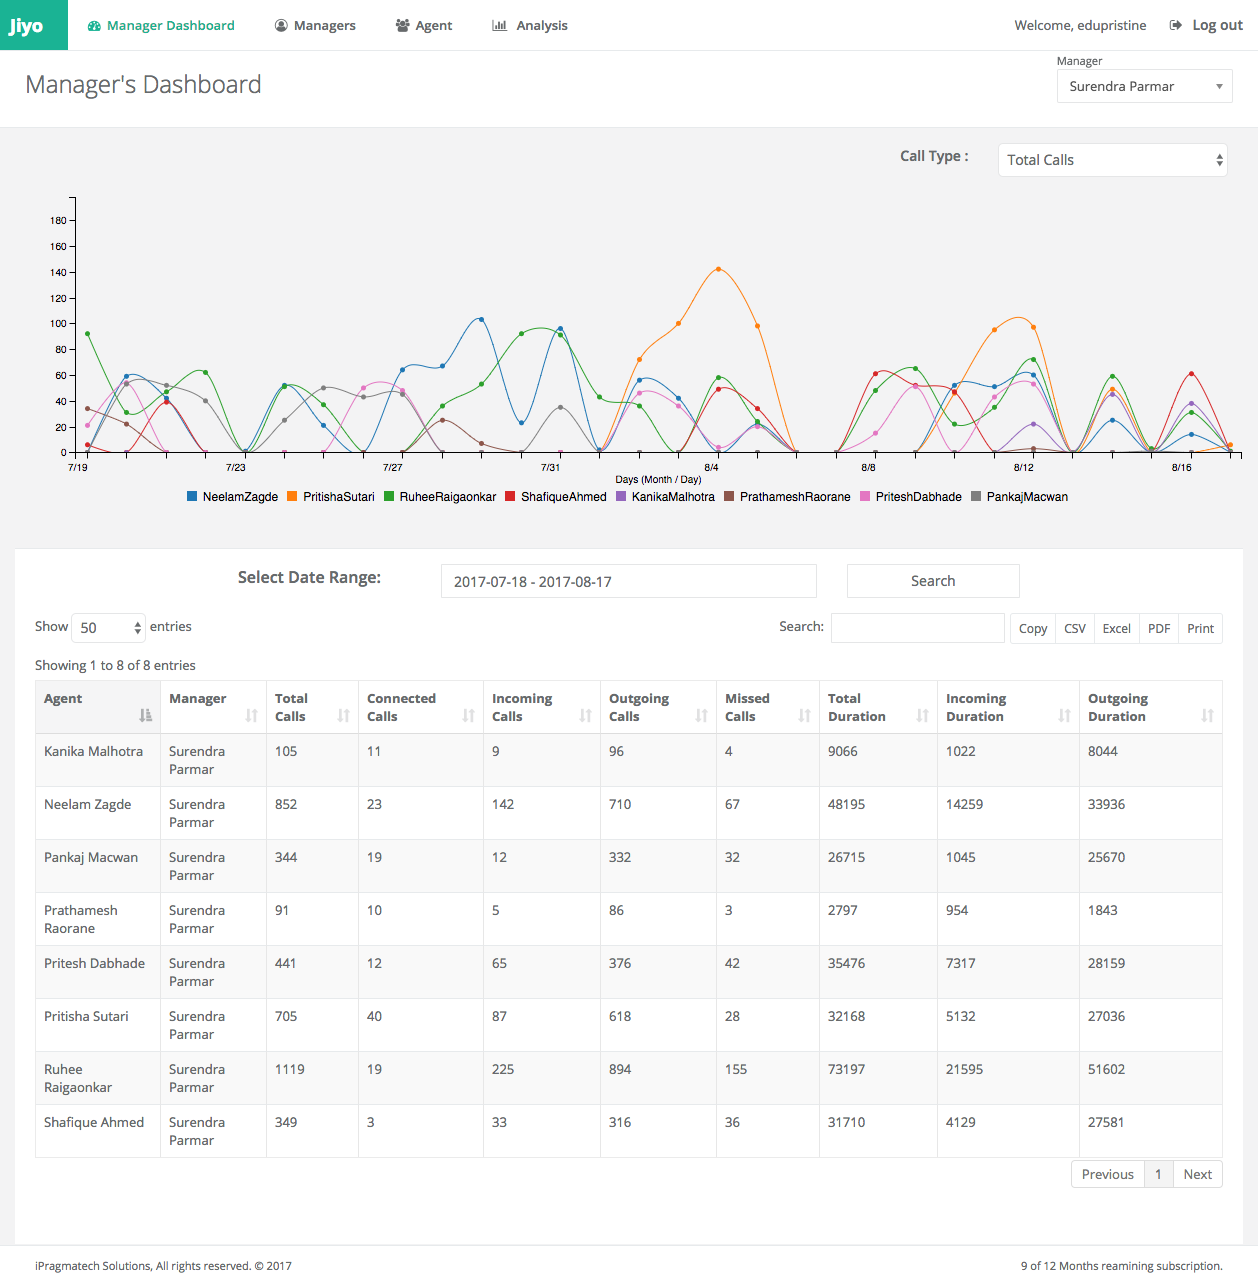 Jiyo Manager Dashboard Managers Agent Analysis Welcome, edupristine Log out
Manager's Dashboard
Manager
Surendra Parmar
Call Type :
Total Calls
180
160
140
120
100
80
60
40
20
0
7/19 7/23 7/27 7/31 8/4 8/8 8/12 8/16
Days (Month / Day)
NeelamZagde PritishaSutari RuheeRaigaonkar ShafiqueAhmed KanikaMalhotra PrathameshRaorane PriteshDabhade PankajMacwan
Select Date Range: 2017-07-18 - 2017-08-17 Search
Show 50 entries Search: Copy CSV Excel PDF Print
Showing 1 to 8 of 8 entries
Agent Manager Total Calls Connected Calls Incoming Calls Outgoing Calls Missed Calls Total Duration Incoming Duration Outgoing Duration
Kanika Malhotra Surendra Parmar 105 11 9 96 4 9066 1022 8044
Neelam Zagde Surendra Parmar 852 23 142 710 67 48195 14259 33936
Pankaj Macwan Surendra Parmar 344 19 12 332 32 26715 1045 25670
Prathamesh Raorane Surendra Parmar 91 10 5 86 3 2797 954 1843
Pritesh Dabhade Surendra Parmar 441 12 65 376 42 35476 7317 28159
Pritisha Sutari Surendra Parmar 705 40 87 618 28 32168 5132 27036
Ruhee Raigaonkar Surendra Parmar 1119 19 225 894 155 73197 21595 51602
Shafique Ahmed Surendra Parmar 349 3 33 316 36 31710 4129 27581
Previous 1 Next
iPragmatech Solutions, All rights reserved. © 2017 9 of 12 Months reamining subscription.